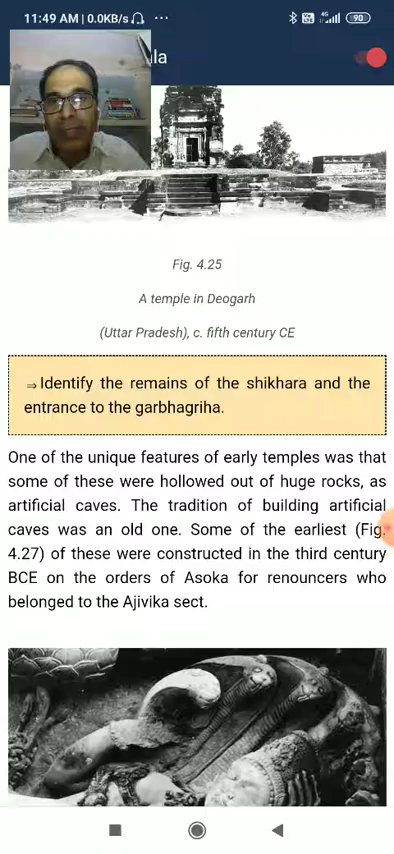 11:49 AM | 0.0KB/s ...
4G 90
la
Fig. 4.25
A temple in Deogarh
(Uttar Pradesh), c. fifth century CE
⇒Identify the remains of the shikhara and the
entrance to the garbhagriha.
One of the unique features of early temples was that
some of these were hollowed out of huge rocks, as
artificial caves. The tradition of building artificial
caves was an old one. Some of the earliest (Fig.
4.27) of these were constructed in the third century
BCE on the orders of Asoka for renouncers who
belonged to the Ajivika sect.